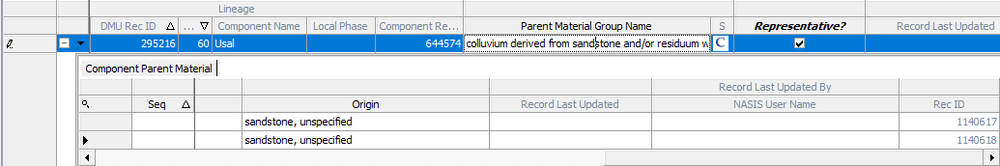 Lineage
DMU Rec ID ... Component Name Local Phase Component Re... Parent Material Group Name S Representative? Record Last Updated
295216 60 Usal 644574 colluvium derived from sandstone and/or residuum w C
Component Parent Material
Record Last Updated By
Seq Origin Record Last Updated NASIS User Name Rec ID
sandstone, unspecified 1140617
sandstone, unspecified 1140618